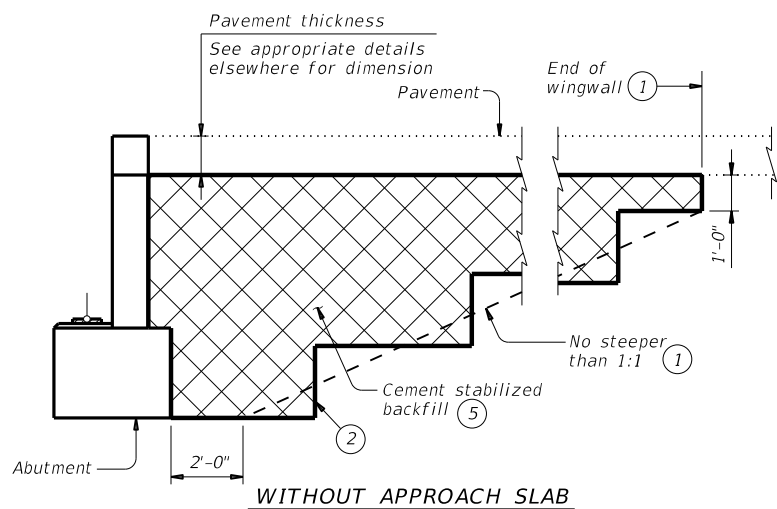 Pavement thickness
See appropriate details
elsewhere for dimension
Pavement
End of
wingwall 1
1'-0"
No steeper
than 1:1 1
Cement stabilized
backfill 5
2
Abutment
2'-0"
WITHOUT APPROACH SLAB